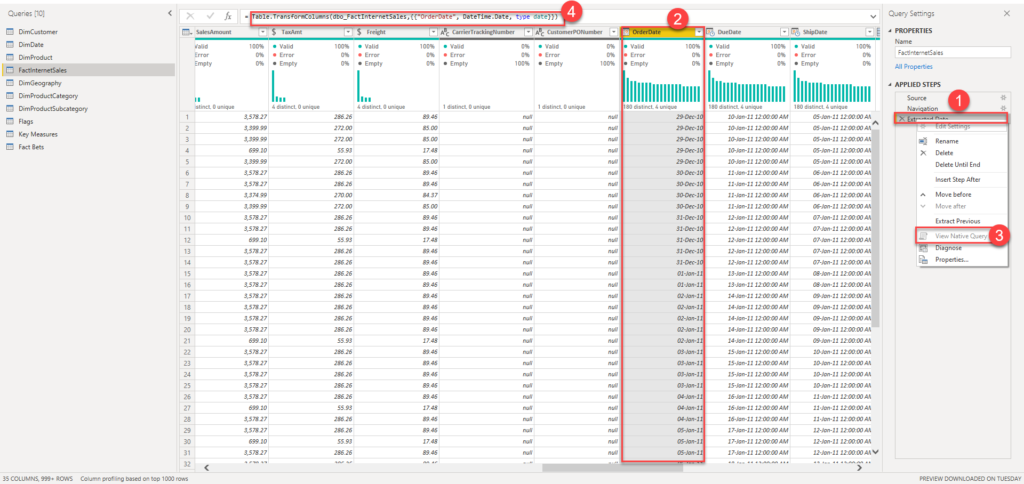 Queries [10]
DimCustomer
DimDate
DimProduct
FactInternetSales
DimGeography
DimProductCategory
DimProductSubcategory
Flags
Key Measures
Fact Bets
= Table.TransformColumns(dbo_FactInternetSales,{{"OrderDate", DateTime.Date, type date}})
4
2
SalesAmount $ TaxAmt $ Freight CarrierTrackingNumber CustomerPONumber OrderDate DueDate ShipDate
Valid 100% Valid 100% Valid 100% Valid 100% Valid 100% Valid 100% Valid 100% Valid 100%
Error 0% Error 0% Error 0% Error 0% Error 0% Error 0% Error 0% Error 0%
Empty 0% Empty 0% Empty 0% Empty 0% Empty 0% Empty 0% Empty 0% Empty 0%
distinct, 0 unique 4 distinct, 0 unique 4 distinct, 0 unique 1 distinct, 0 unique 1 distinct, 0 unique 180 distinct, 4 unique 180 distinct, 4 unique 180 distinct, 4 unique
1 3,578.27 286.26 89.46 null null 29-Dec-10 10-Jan-11 12:00:00 AM 05-Jan-11 12:00:00 AM
2 3,399.99 272.00 85.00 null null 29-Dec-10 10-Jan-11 12:00:00 AM 05-Jan-11 12:00:00 AM
3 3,399.99 272.00 85.00 null null 29-Dec-10 10-Jan-11 12:00:00 AM 05-Jan-11 12:00:00 AM
4 699.10 55.93 17.48 null null 29-Dec-10 10-Jan-11 12:00:00 AM 05-Jan-11 12:00:00 AM
5 3,399.99 272.00 85.00 null null 29-Dec-10 10-Jan-11 12:00:00 AM 05-Jan-11 12:00:00 AM
6 3,578.27 286.26 89.46 null null 30-Dec-10 11-Jan-11 12:00:00 AM 06-Jan-11 12:00:00 AM
7 3,578.27 286.26 89.46 null null 30-Dec-10 11-Jan-11 12:00:00 AM 06-Jan-11 12:00:00 AM
8 3,374.99 270.00 84.37 null null 30-Dec-10 11-Jan-11 12:00:00 AM 06-Jan-11 12:00:00 AM
9 3,399.99 272.00 85.00 null null 30-Dec-10 11-Jan-11 12:00:00 AM 06-Jan-11 12:00:00 AM
10 3,578.27 286.26 89.46 null null 31-Dec-10 12-Jan-11 12:00:00 AM 07-Jan-11 12:00:00 AM
11 3,578.27 286.26 89.46 null null 31-Dec-10 12-Jan-11 12:00:00 AM 07-Jan-11 12:00:00 AM
12 699.10 55.93 17.48 null null 31-Dec-10 12-Jan-11 12:00:00 AM 07-Jan-11 12:00:00 AM
13 3,578.27 286.26 89.46 null null 31-Dec-10 12-Jan-11 12:00:00 AM 07-Jan-11 12:00:00 AM
14 3,578.27 286.26 89.46 null null 31-Dec-10 12-Jan-11 12:00:00 AM 07-Jan-11 12:00:00 AM
15 3,578.27 286.26 89.46 null null 01-Jan-11 13-Jan-11 12:00:00 AM 08-Jan-11 12:00:00 AM
16 3,578.27 286.26 89.46 null null 01-Jan-11 13-Jan-11 12:00:00 AM 08-Jan-11 12:00:00 AM
17 3,578.27 286.26 89.46 null null 02-Jan-11 14-Jan-11 12:00:00 AM 09-Jan-11 12:00:00 AM
18 3,578.27 286.26 89.46 null null 02-Jan-11 14-Jan-11 12:00:00 AM 09-Jan-11 12:00:00 AM
19 3,578.27 286.26 89.46 null null 02-Jan-11 14-Jan-11 12:00:00 AM 09-Jan-11 12:00:00 AM
20 3,578.27 286.26 89.46 null null 02-Jan-11 14-Jan-11 12:00:00 AM 09-Jan-11 12:00:00 AM
21 699.10 55.93 17.48 null null 02-Jan-11 14-Jan-11 12:00:00 AM 09-Jan-11 12:00:00 AM
22 3,578.27 286.26 89.46 null null 03-Jan-11 15-Jan-11 12:00:00 AM 10-Jan-11 12:00:00 AM
23 3,578.27 286.26 89.46 null null 03-Jan-11 15-Jan-11 12:00:00 AM 10-Jan-11 12:00:00 AM
24 3,578.27 286.26 89.46 null null 03-Jan-11 15-Jan-11 12:00:00 AM 10-Jan-11 12:00:00 AM
25 3,578.27 286.26 89.46 null null 03-Jan-11 15-Jan-11 12:00:00 AM 10-Jan-11 12:00:00 AM
26 3,578.27 286.26 89.46 null null 04-Jan-11 16-Jan-11 12:00:00 AM 11-Jan-11 12:00:00 AM
27 699.10 55.93 17.48 null null 04-Jan-11 16-Jan-11 12:00:00 AM 11-Jan-11 12:00:00 AM
28 3,578.27 286.26 89.46 null null 05-Jan-11 17-Jan-11 12:00:00 AM 12-Jan-11 12:00:00 AM
29 3,578.27 286.26 89.46 null null 05-Jan-11 17-Jan-11 12:00:00 AM 12-Jan-11 12:00:00 AM
30 699.10 55.93 17.48 null null 05-Jan-11 17-Jan-11 12:00:00 AM 12-Jan-11 12:00:00 AM
31 3,578.27 286.26 89.46 null null 05-Jan-11 17-Jan-11 12:00:00 AM 12-Jan-11 12:00:00 AM
32
Query Settings
PROPERTIES
Name
FactInternetSales
All Properties
APPLIED STEPS
1
Source
Navigation
Extracted Date
Edit Settings
Rename
Delete
Delete Until End
Insert Step After
Move before
Move after
Extract Previous
View Native Query
3
Diagnose
Properties...
35 COLUMNS, 999+ ROWS Column profiling based on top 1000 rows
PREVIEW DOWNLOADED ON TUESDAY